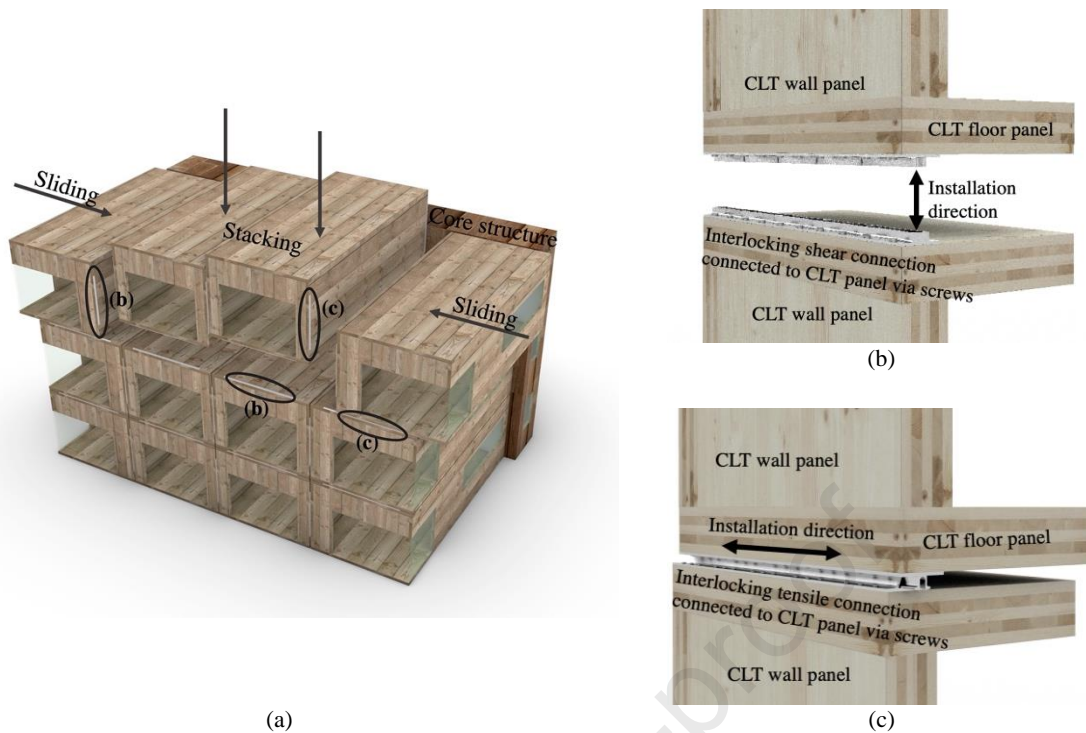 Sliding
Stacking
Core structure
Sliding
(b)
(c)
(b)
(c)
(a)
CLT wall panel
CLT floor panel
Installation
direction
Interlocking shear connection
connected to CLT panel via screws
CLT wall panel
(b)
CLT wall panel
Installation direction
CLT floor panel
Interlocking tensile connection
connected to CLT panel via screws
CLT wall panel
(c)